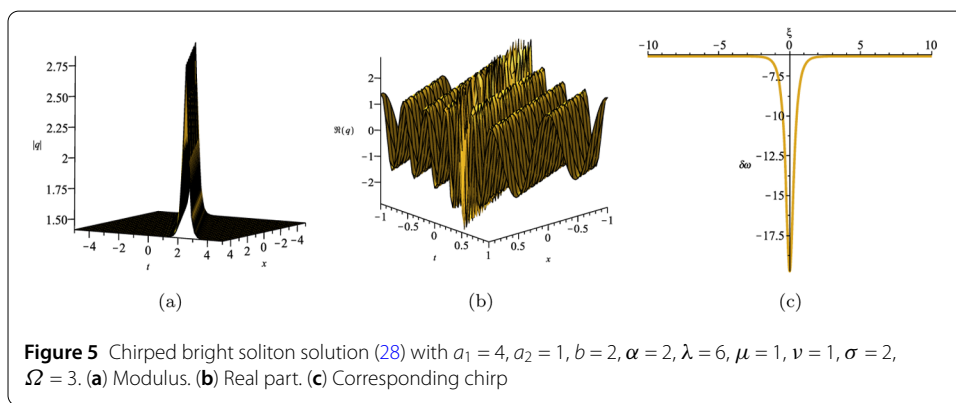 2.75
2.50
2.25
|q|
2
1.75
1.50
−4 −2 0 2 4
t
4 2 0 −2 −4
x
(a)
2
1
ℜ(q)
0
−1
−2
−1 −0.5 0 0.5 1
t
0.5 0 −0.5 −1
x
(b)
ξ
−10 −5 0 5 10
−7.5
−10
−12.5
δω
−15
−17.5
(c)
Figure 5 Chirped bright soliton solution (28) with a₁ = 4, a₂ = 1, b = 2, α = 2, λ = 6, μ = 1, ν = 1, σ = 2,
Ω = 3. (a) Modulus. (b) Real part. (c) Corresponding chirp